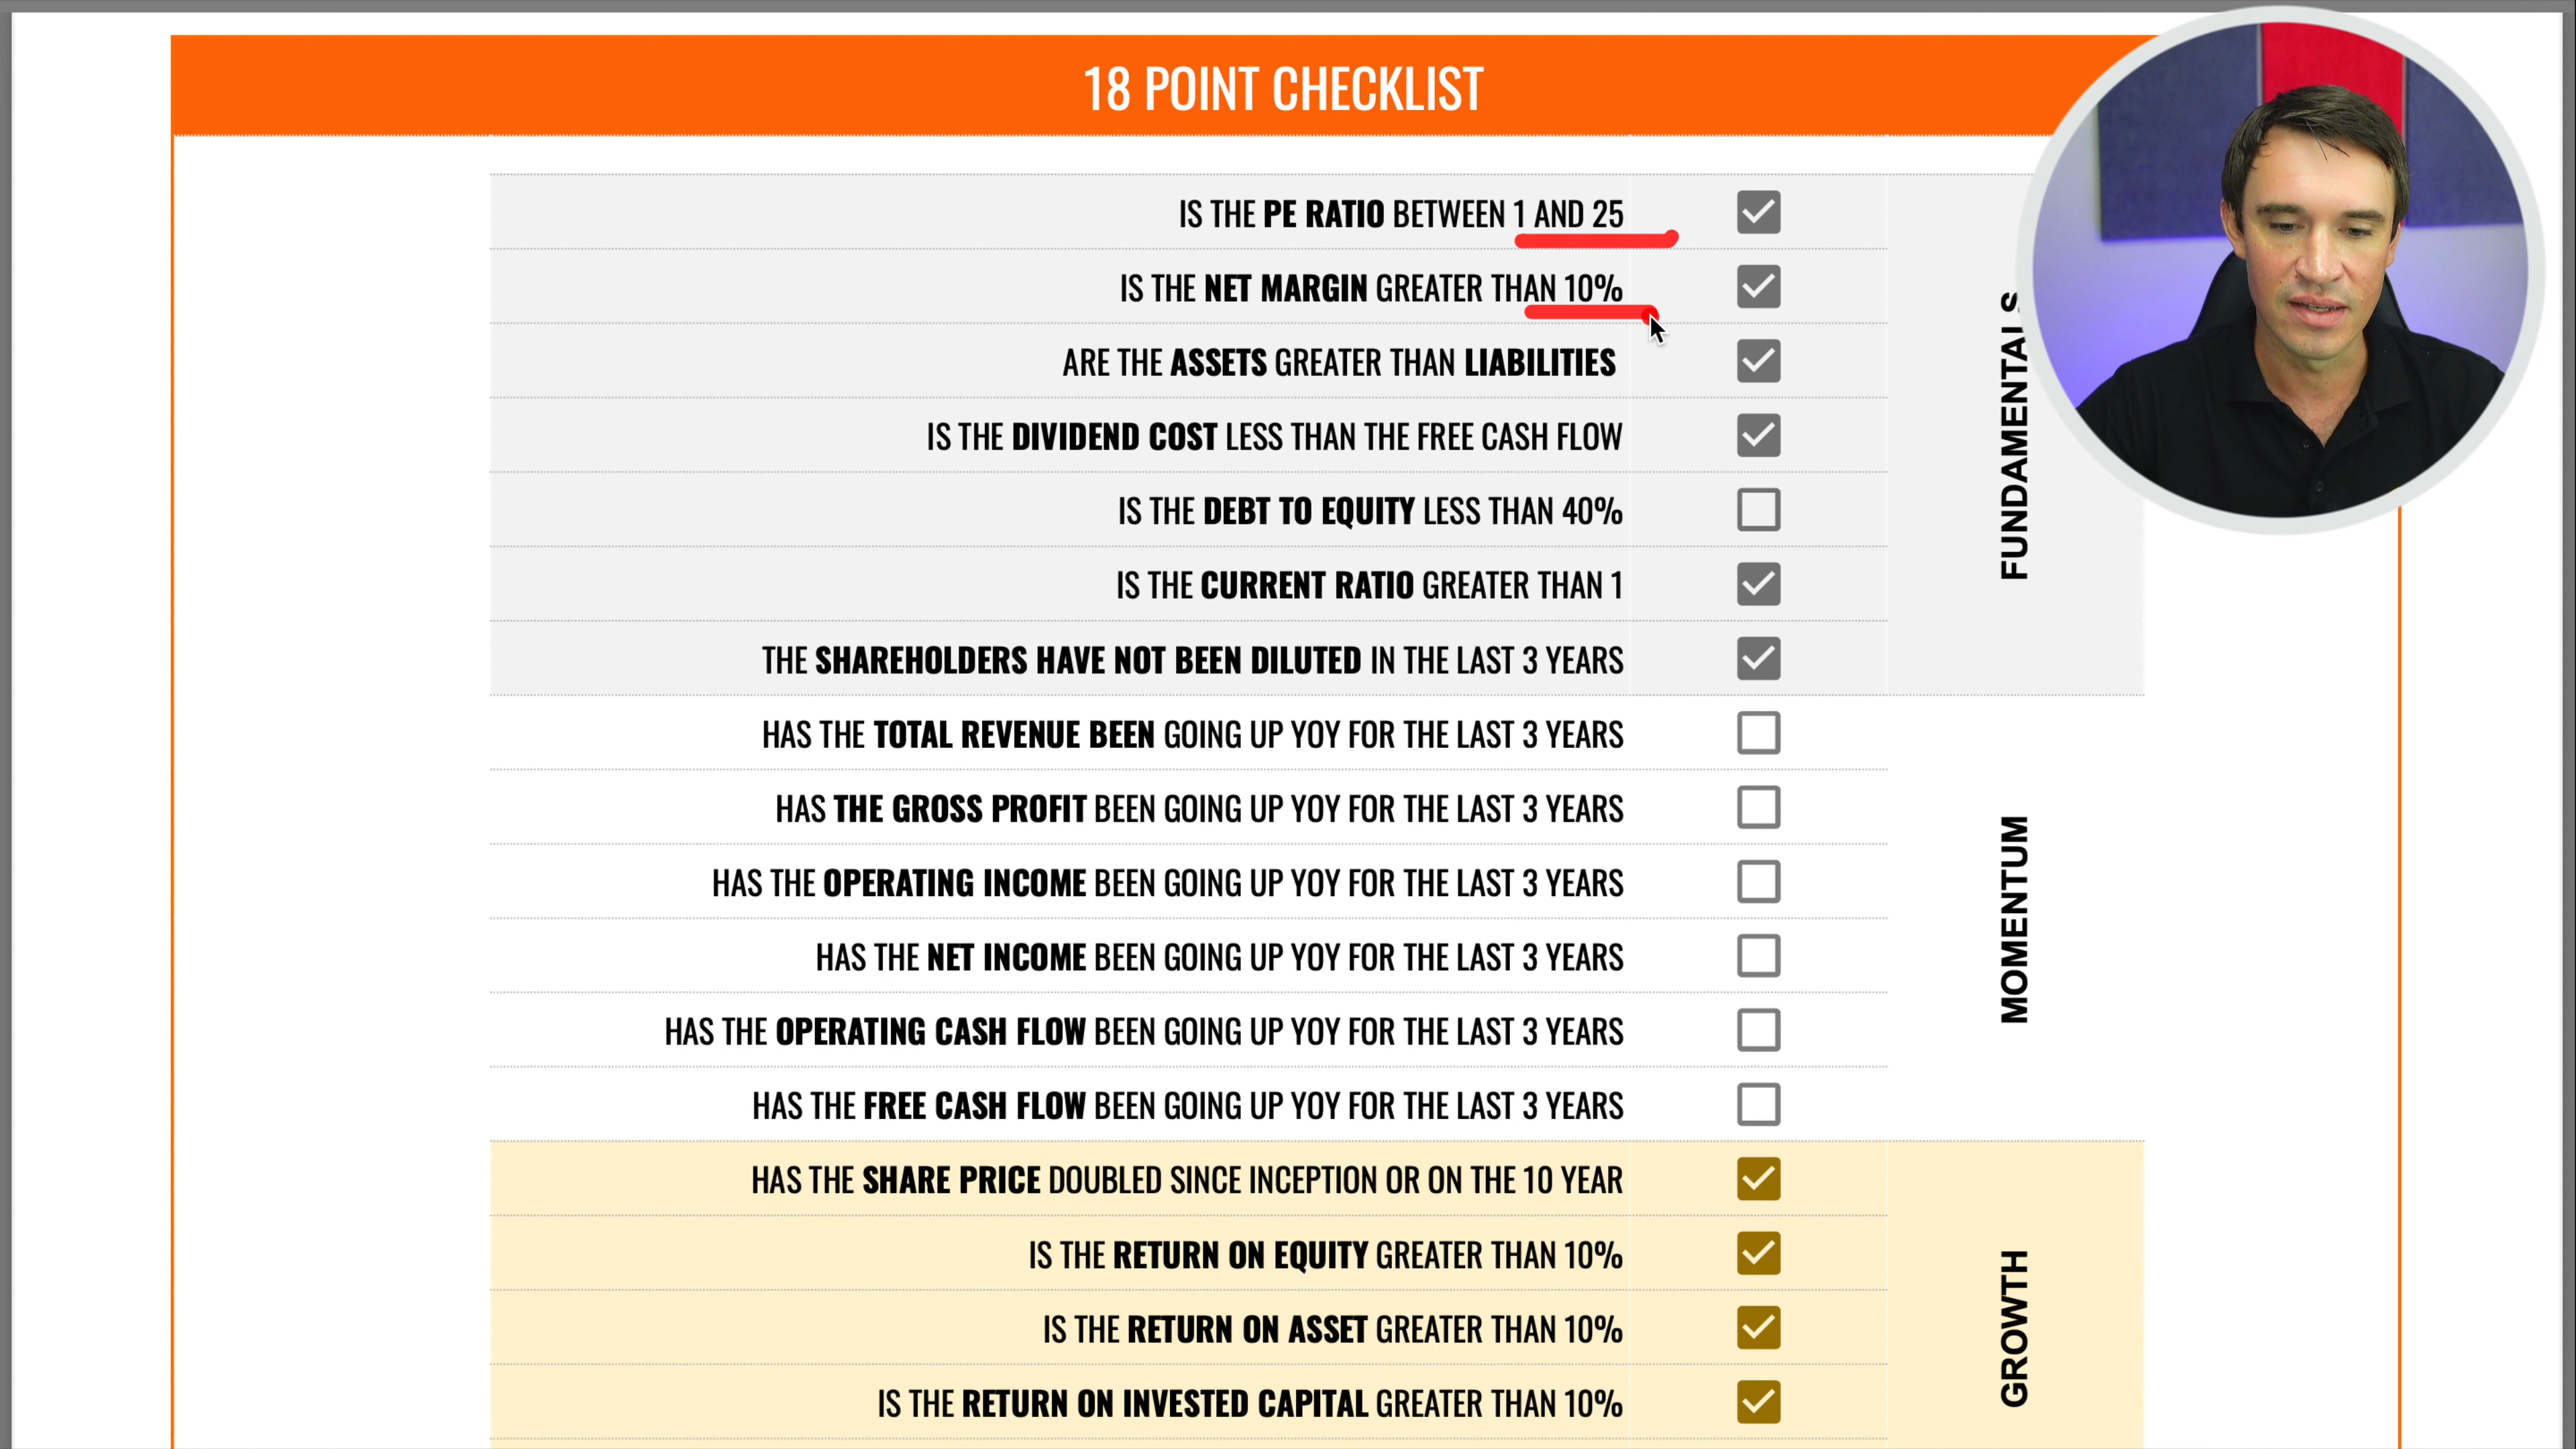 18 POINT CHECKLIST
IS THE PE RATIO BETWEEN 1 AND 25
IS THE NET MARGIN GREATER THAN 10%
ARE THE ASSETS GREATER THAN LIABILITIES
IS THE DIVIDEND COST LESS THAN THE FREE CASH FLOW
IS THE DEBT TO EQUITY LESS THAN 40%
IS THE CURRENT RATIO GREATER THAN 1
THE SHAREHOLDERS HAVE NOT BEEN DILUTED IN THE LAST 3 YEARS
FUNDAMENTALS
HAS THE TOTAL REVENUE BEEN GOING UP YOY FOR THE LAST 3 YEARS
HAS THE GROSS PROFIT BEEN GOING UP YOY FOR THE LAST 3 YEARS
HAS THE OPERATING INCOME BEEN GOING UP YOY FOR THE LAST 3 YEARS
HAS THE NET INCOME BEEN GOING UP YOY FOR THE LAST 3 YEARS
HAS THE OPERATING CASH FLOW BEEN GOING UP YOY FOR THE LAST 3 YEARS
HAS THE FREE CASH FLOW BEEN GOING UP YOY FOR THE LAST 3 YEARS
MOMENTUM
HAS THE SHARE PRICE DOUBLED SINCE INCEPTION OR ON THE 10 YEAR
IS THE RETURN ON EQUITY GREATER THAN 10%
IS THE RETURN ON ASSET GREATER THAN 10%
IS THE RETURN ON INVESTED CAPITAL GREATER THAN 10%
GROWTH